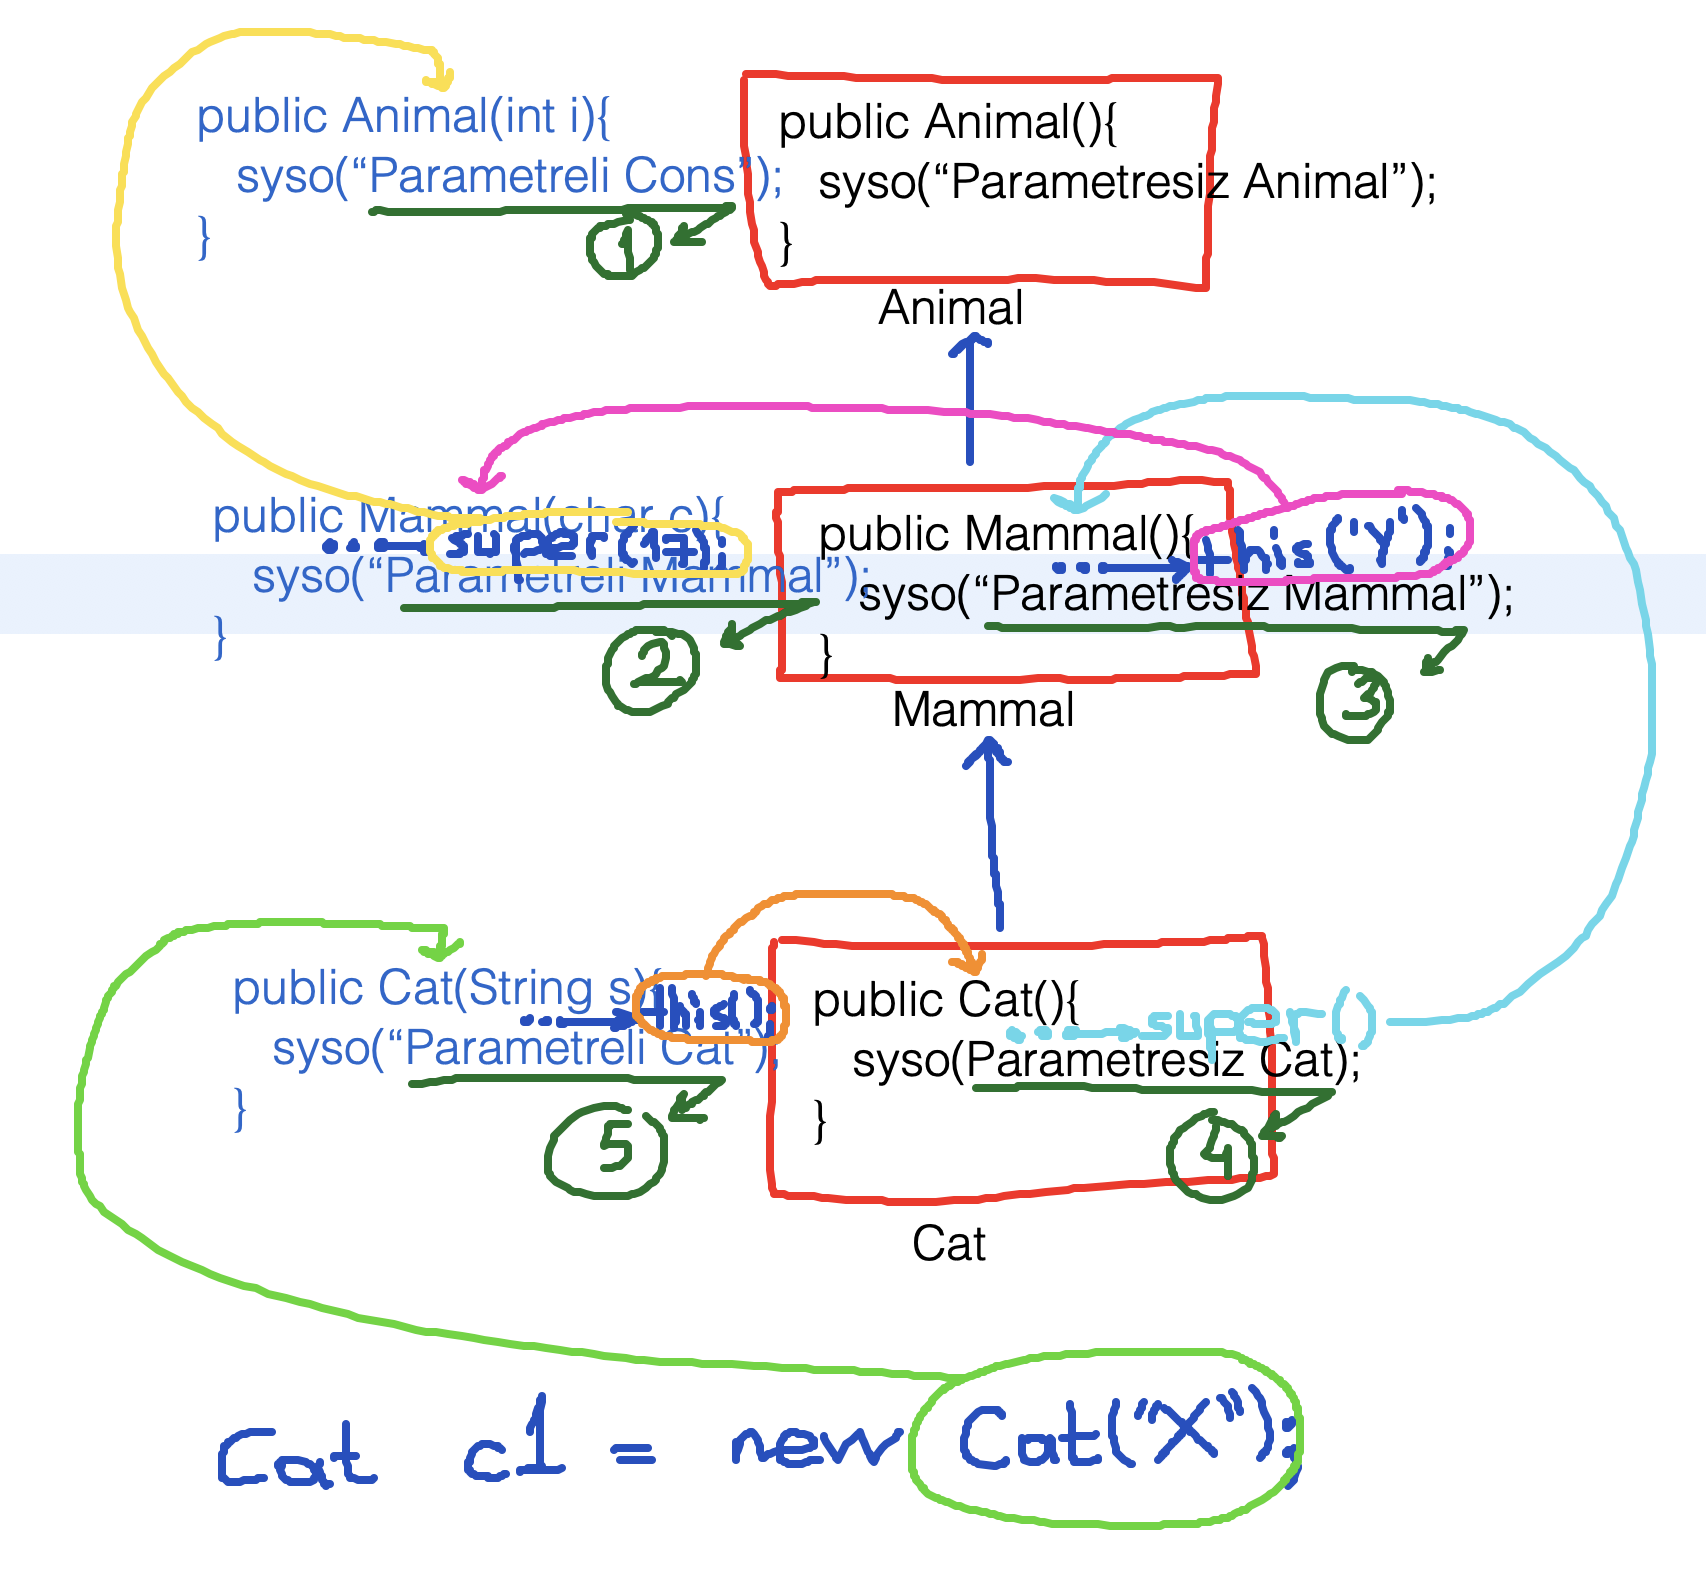 public Animal(int i){
syso(“Parametreli Cons”);
}
1
public Animal(){
syso(“Parametresiz Animal”);
}
Animal
public Mammal(char c){
super(17);
syso(“Parametreli Mammal”);
}
2
public Mammal(){ this('Y');
syso(“Parametresiz Mammal”);
}
3
Mammal
public Cat(String s){ this();
syso(“Parametreli Cat”);
}
5
public Cat(){
super()
syso(Parametresiz Cat);
}
4
Cat
Cat c1 = new Cat("X");